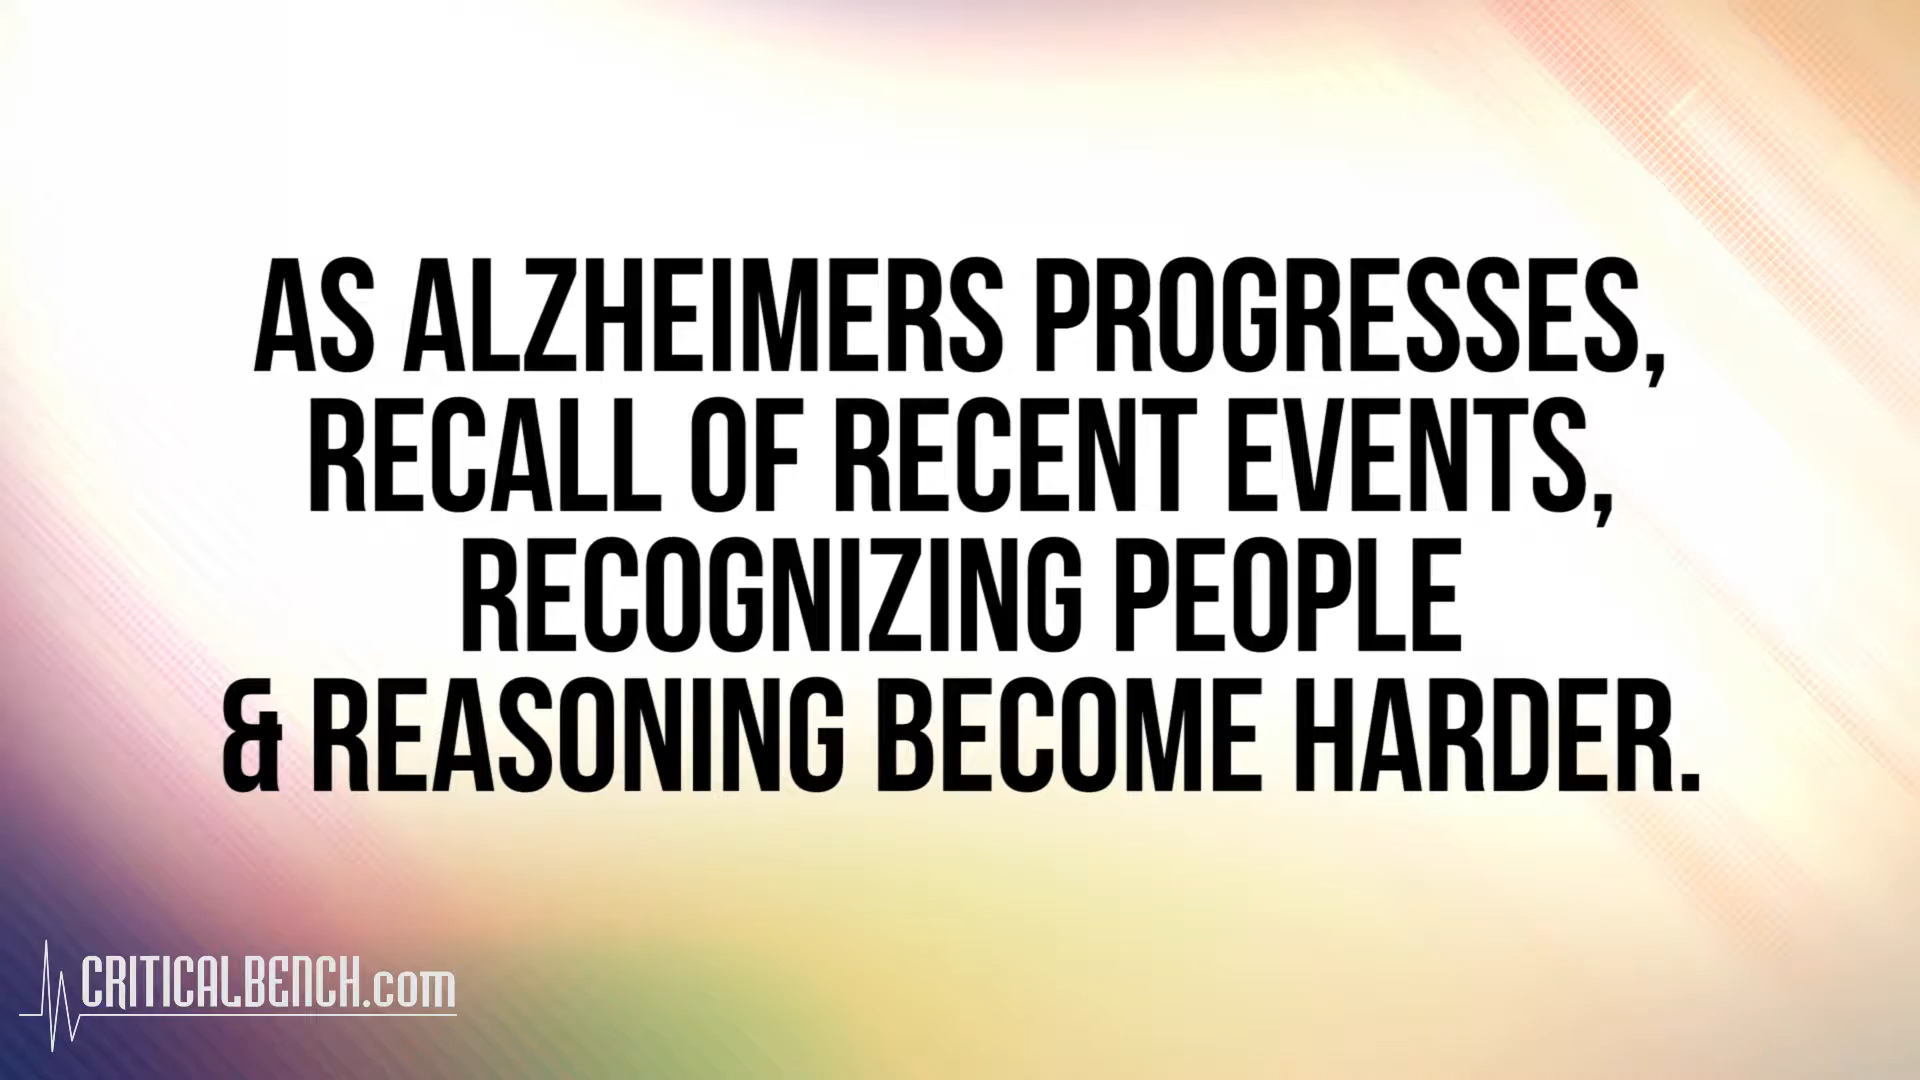 AS ALZHEIMERS PROGRESSES,
RECALL OF RECENT EVENTS,
RECOGNIZING PEOPLE
& REASONING BECOME HARDER.
CRITICALBENCH.com